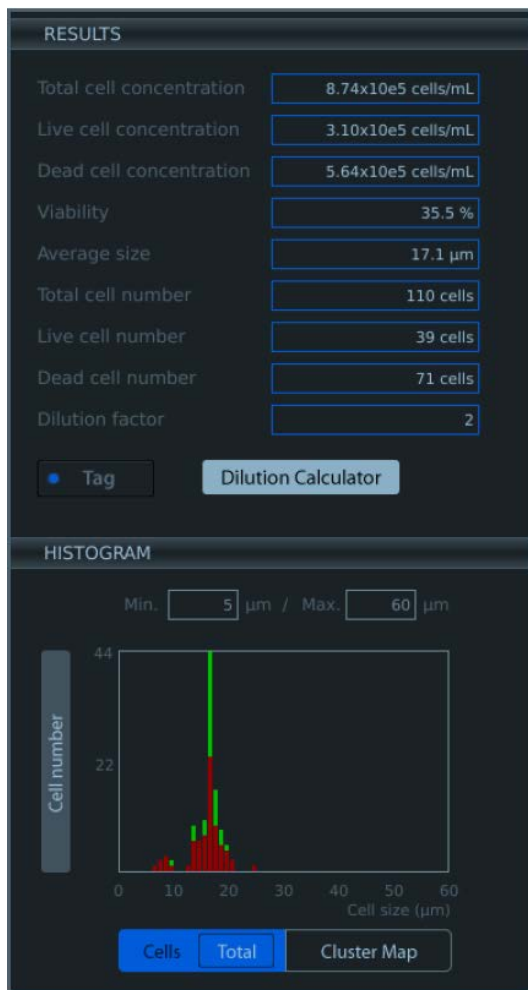 RESULTS
Total cell concentration 8.74x10e5 cells/mL
Live cell concentration 3.10x10e5 cells/mL
Dead cell concentration 5.64x10e5 cells/mL
Viability 35.5 %
Average size 17.1 µm
Total cell number 110 cells
Live cell number 39 cells
Dead cell number 71 cells
Dilution factor 2
Tag Dilution Calculator
HISTOGRAM
Min. 5 µm / Max. 60 µm
44
Cell number
22
0 10 20 30 40 50 60
Cell size (µm)
Cells Total Cluster Map